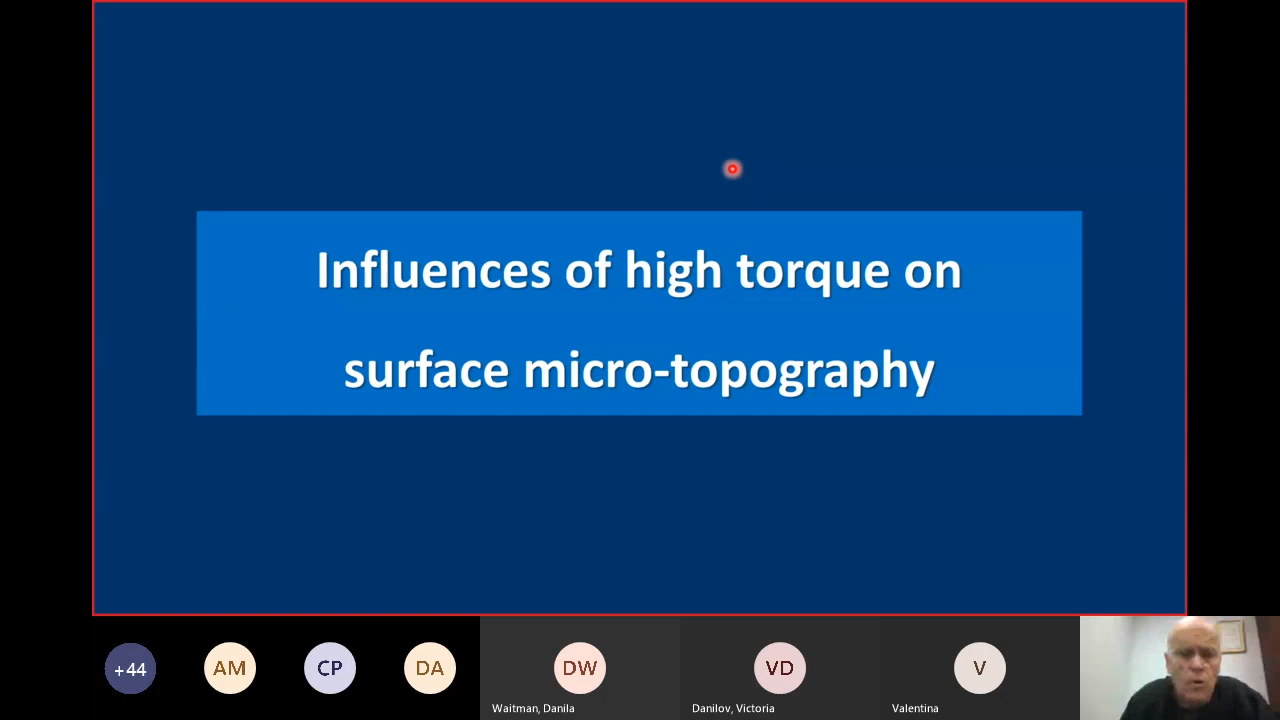 Influences of high torque on
surface micro-topography
+44
AM
CP
DA
DW
VD
V
Waitman, Danila
Danilov, Victoria
Valentina